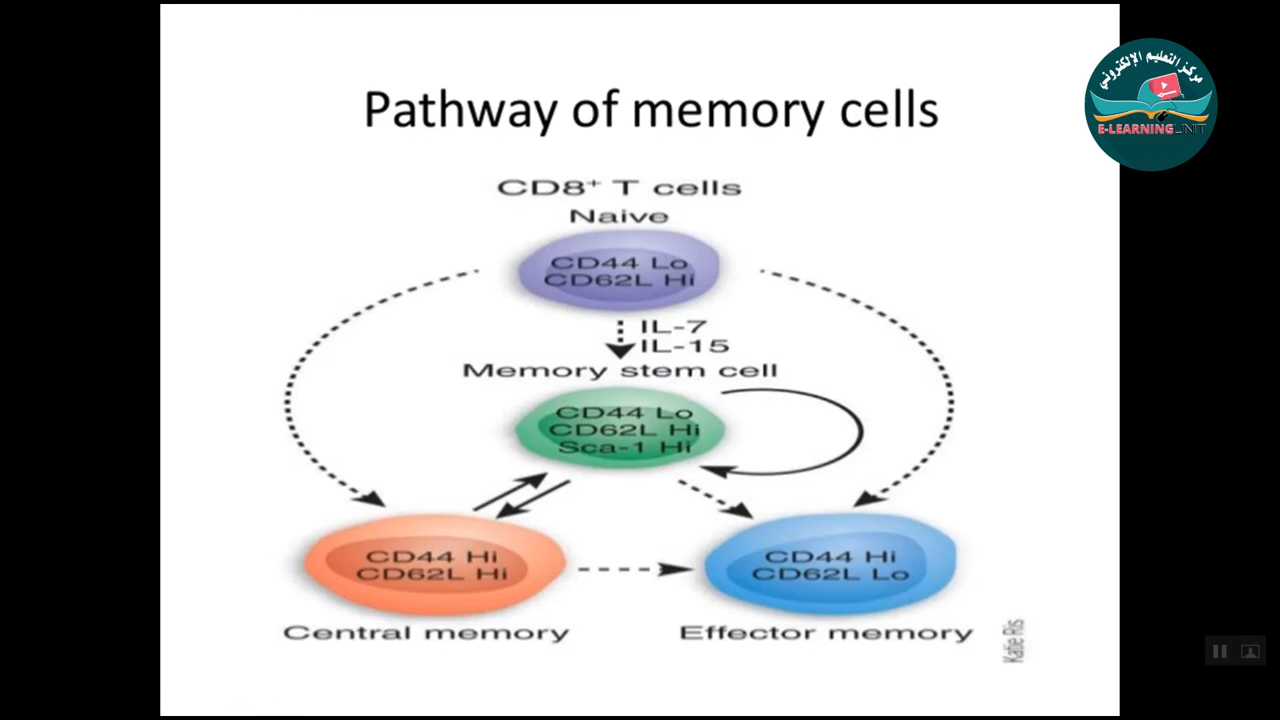 Pathway of memory cells
مركز التعليم الإلكتروني
E-LEARNING UNIT
CD8⁺ T cells
Naive
CD44 Lo
CD62L Hi
IL-7
IL-15
Memory stem cell
CD44 Lo
CD62L Hi
Sca-1 Hi
CD44 Hi
CD62L Hi
CD44 Hi
CD62L Lo
Central memory
Effector memory
Katie Ris